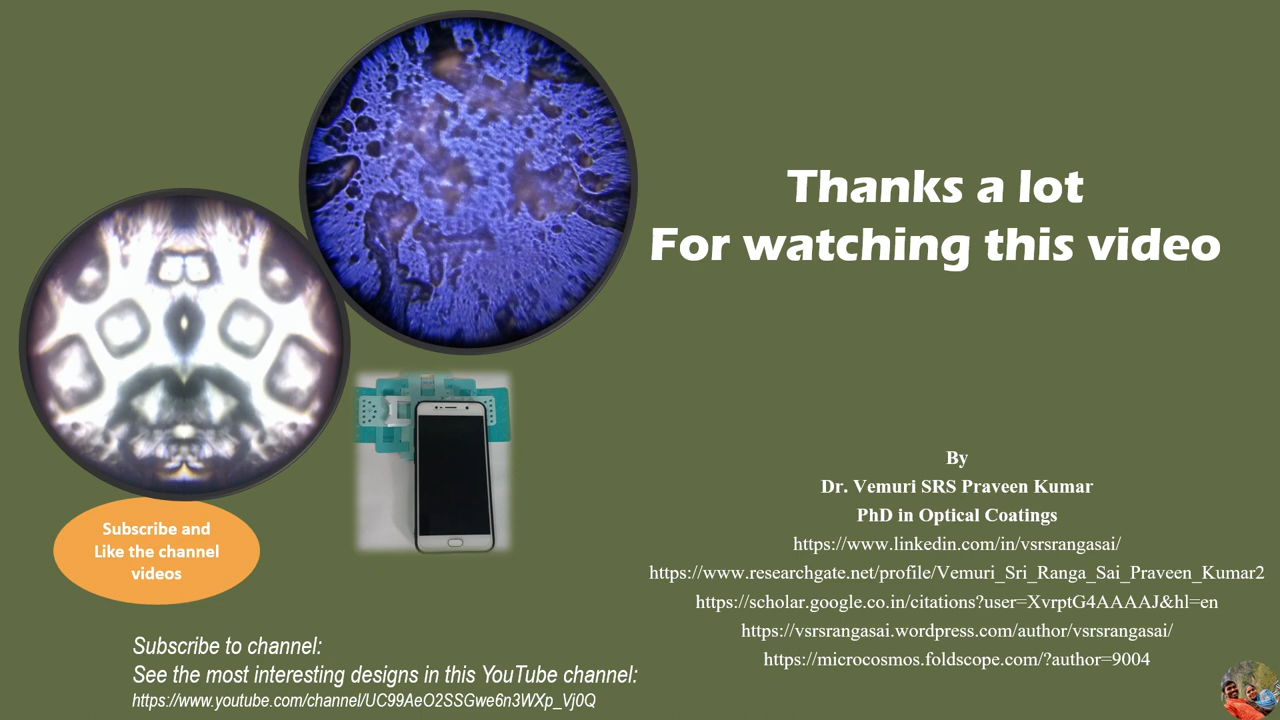 Thanks a lot
For watching this video
By
Dr. Vemuri SRS Praveen Kumar
PhD in Optical Coatings
https://www.linkedin.com/in/vsrsrangasai/
https://www.researchgate.net/profile/Vemuri_Sri_Ranga_Sai_Praveen_Kumar2
https://scholar.google.co.in/citations?user=XvrptG4AAAAJ&hl=en
https://vsrsrangasai.wordpress.com/author/vsrsrangasai/
https://microcosmos.foldscope.com/?author=9004
Subscribe and
Like the channel
videos
Subscribe to channel:
See the most interesting designs in this YouTube channel:
https://www.youtube.com/channel/UC99AeO2SSGwe6n3WXp_Vj0Q